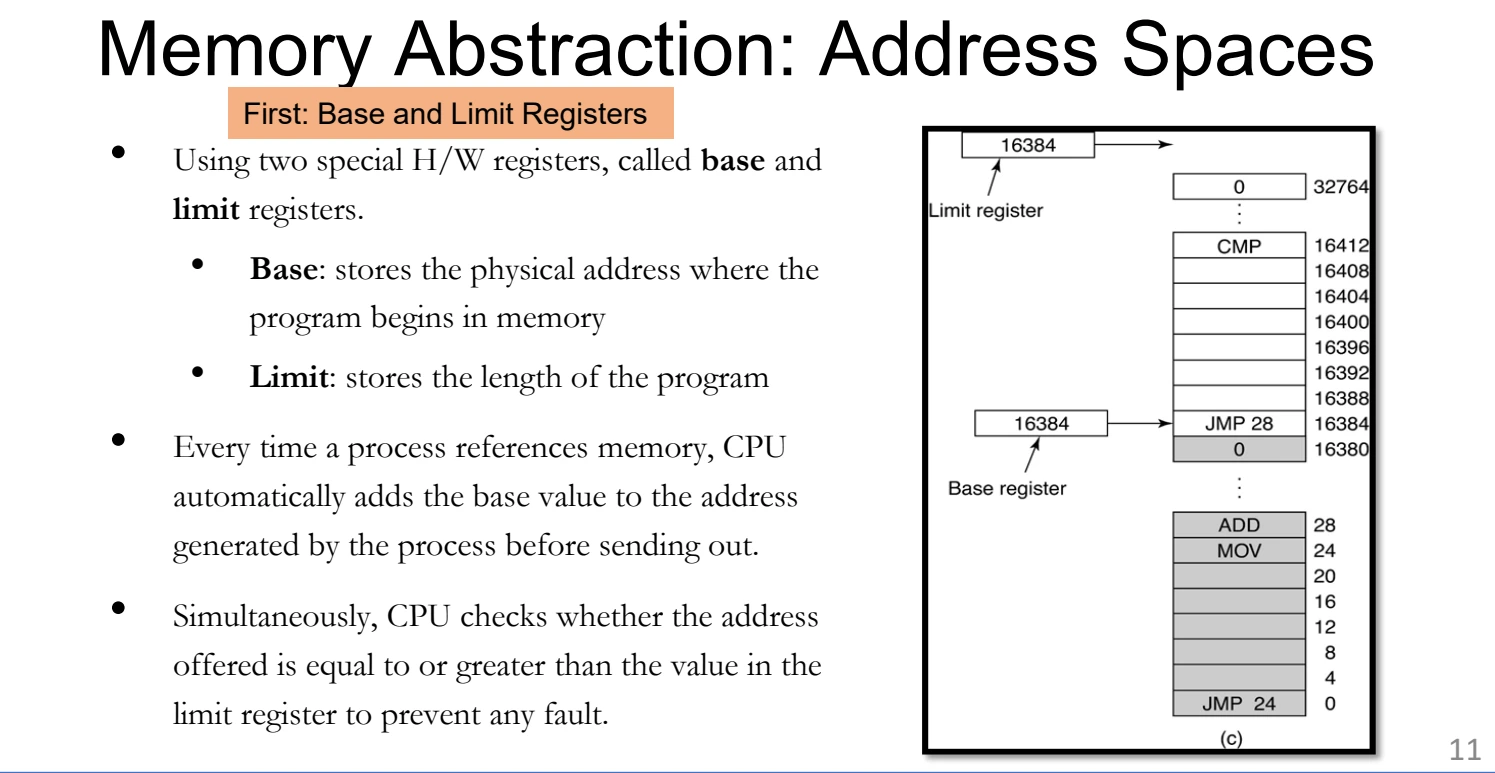 Memory Abstraction: Address Spaces
First: Base and Limit Registers
• Using two special H/W registers, called base and
limit registers.
• Base: stores the physical address where the
program begins in memory
• Limit: stores the length of the program
• Every time a process references memory, CPU
automatically adds the base value to the address
generated by the process before sending out.
• Simultaneously, CPU checks whether the address
offered is equal to or greater than the value in the
limit register to prevent any fault.
16384
Limit register
0 32764
CMP 16412
16408
16404
16400
16396
16392
16388
16384 JMP 28 16384
0 16380
Base register
ADD 28
MOV 24
20
16
12
8
4
JMP 24 0
(c)
11